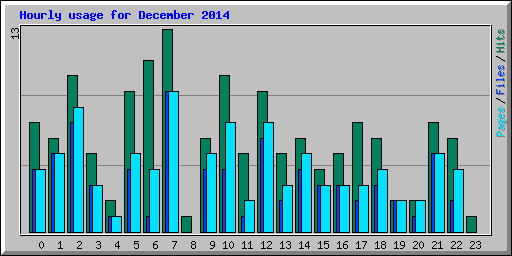 Hourly usage for December 2014
13
Pages/Files/Hits
0 1 2 3 4 5 6 7 8 9 10 11 12 13 14 15 16 17 18 19 20 21 22 23